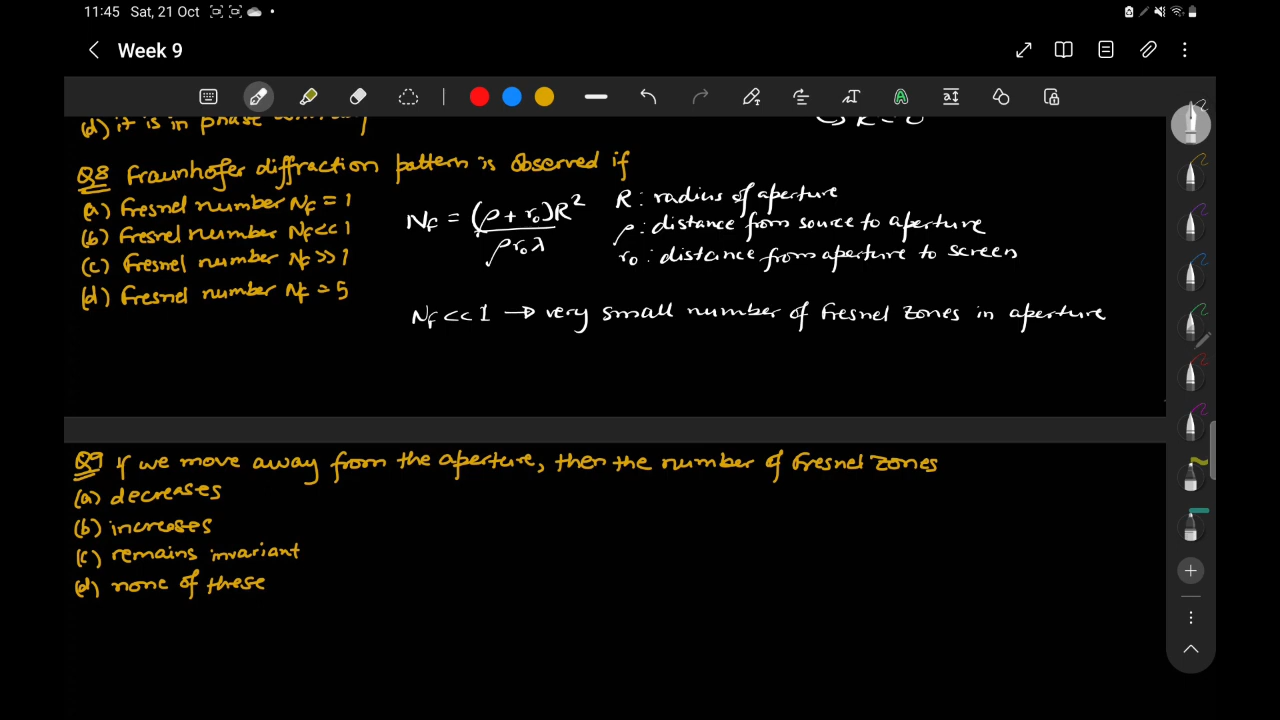 11:45 Sat, 21 Oct
Week 9
(d) it is in phase
Q8 Fraunhofer diffraction pattern is observed if
(a) Fresnel number Nf = 1
(b) Fresnel number Nf << 1
(c) Fresnel number Nf >> 1
(d) Fresnel number Nf = 5
Nf = (ρ + r₀)R² / ρr₀λ
R : radius of aperture
ρ : distance from source to aperture
r₀ : distance from aperture to screen
Nf << 1 → very small number of Fresnel zones in aperture
Q9 If we move away from the aperture, then the number of Fresnel zones
(a) decreases
(b) increases
(c) remains invariant
(d) none of these